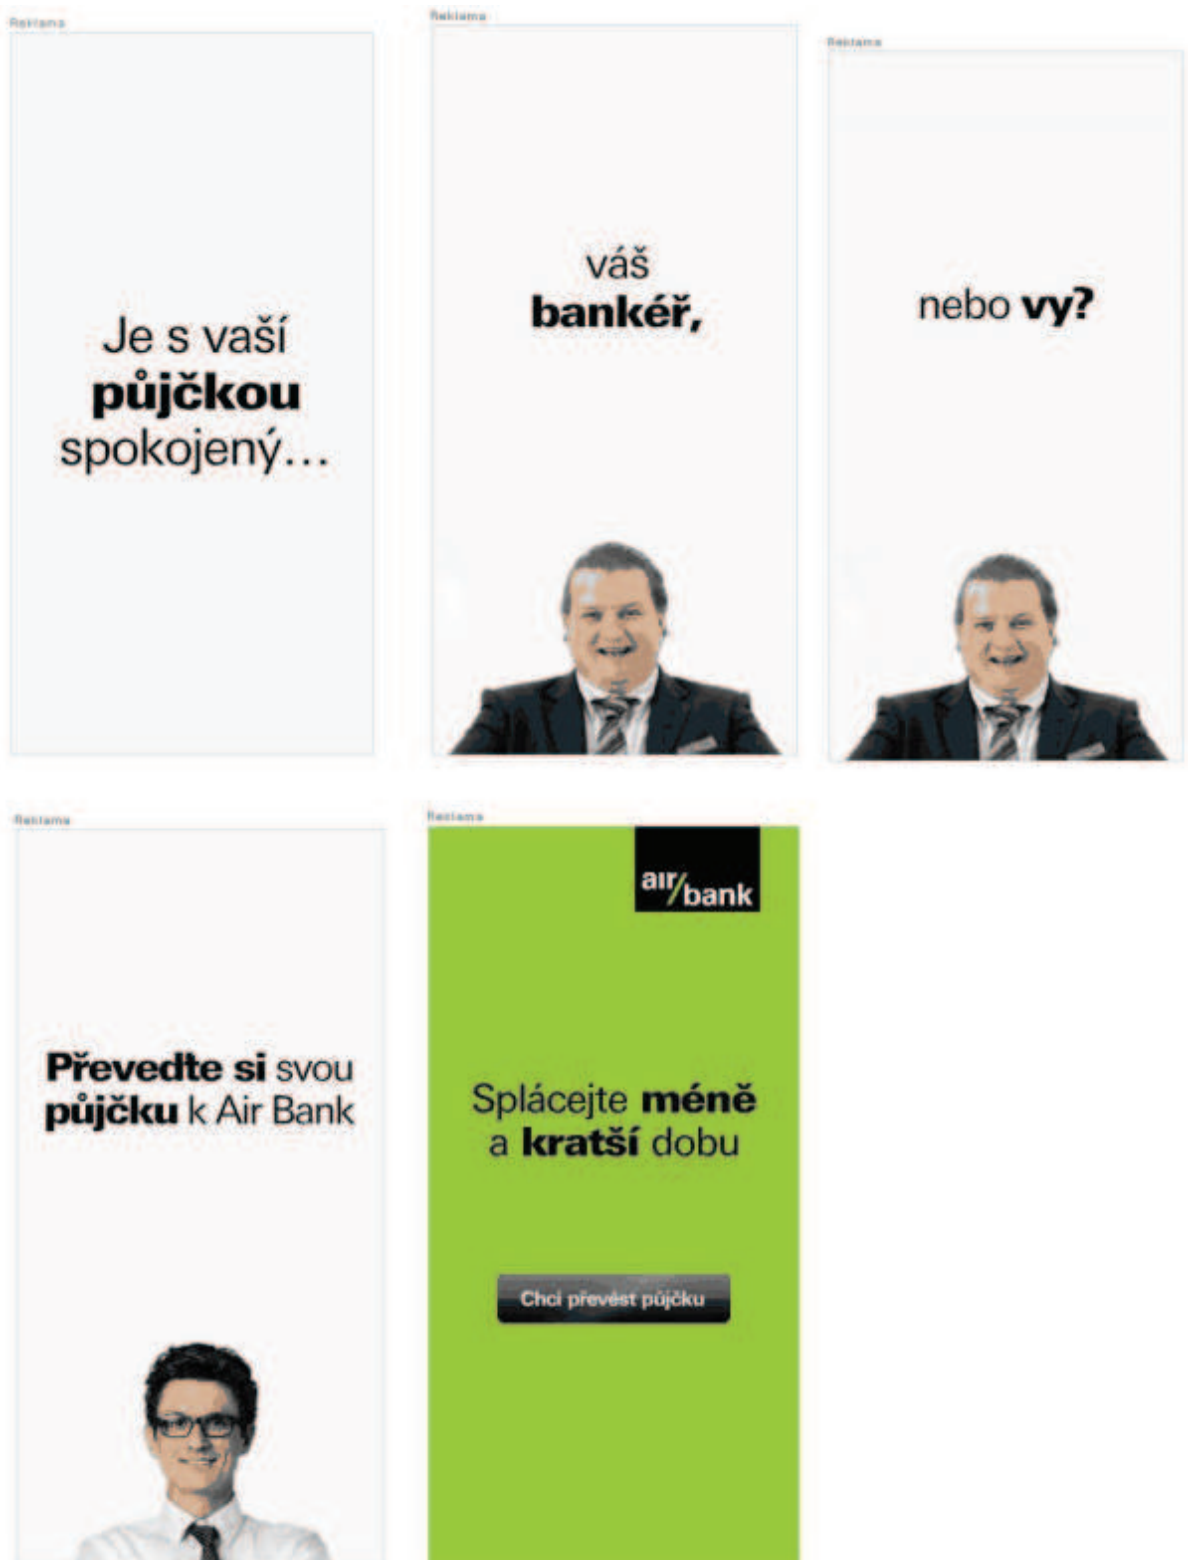 Reklama
Je s vaší
půjčkou
spokojený...
Reklama
váš
bankéř,
Reklama
nebo vy?
Reklama
Převeďte si svou
půjčku k Air Bank
Reklama
air/bank
Splácejte méně
a kratší dobu
Chci převést půjčku